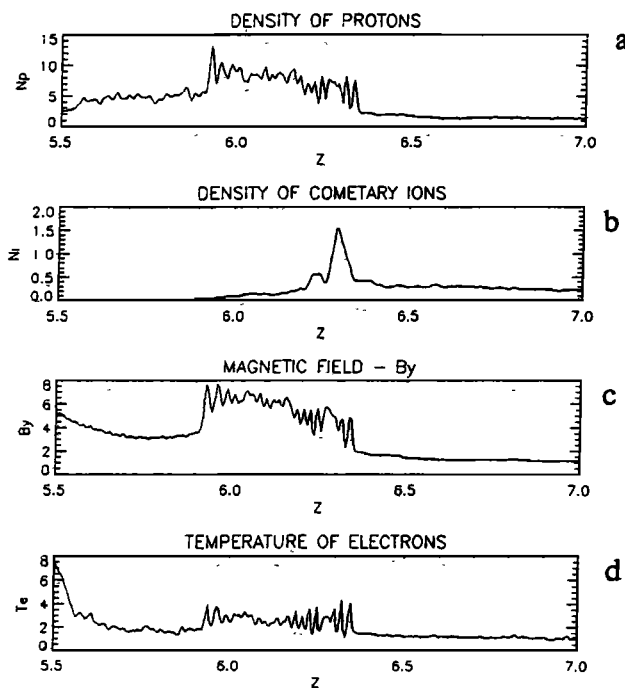 DENSITY OF PROTONS
a
15
10
5
0
Np
5.5 6.0 6.5 7.0
Z
DENSITY OF COMETARY IONS
b
2.0
1.5
1.0
0.5
0.0
Ni
5.5 6.0 6.5 7.0
Z
MAGNETIC FIELD - By
c
8
6
4
2
0
By
5.5 6.0 6.5 7.0
Z
TEMPERATURE OF ELECTRONS
d
8
6
4
2
0
Te
5.5 6.0 6.5 7.0
Z